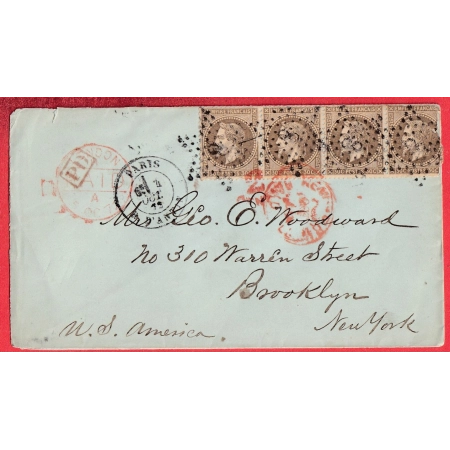 PARIS
PD
Mr Geo. E. Woodward
No 310 Warren Street
Brooklyn
New York
U.S. America